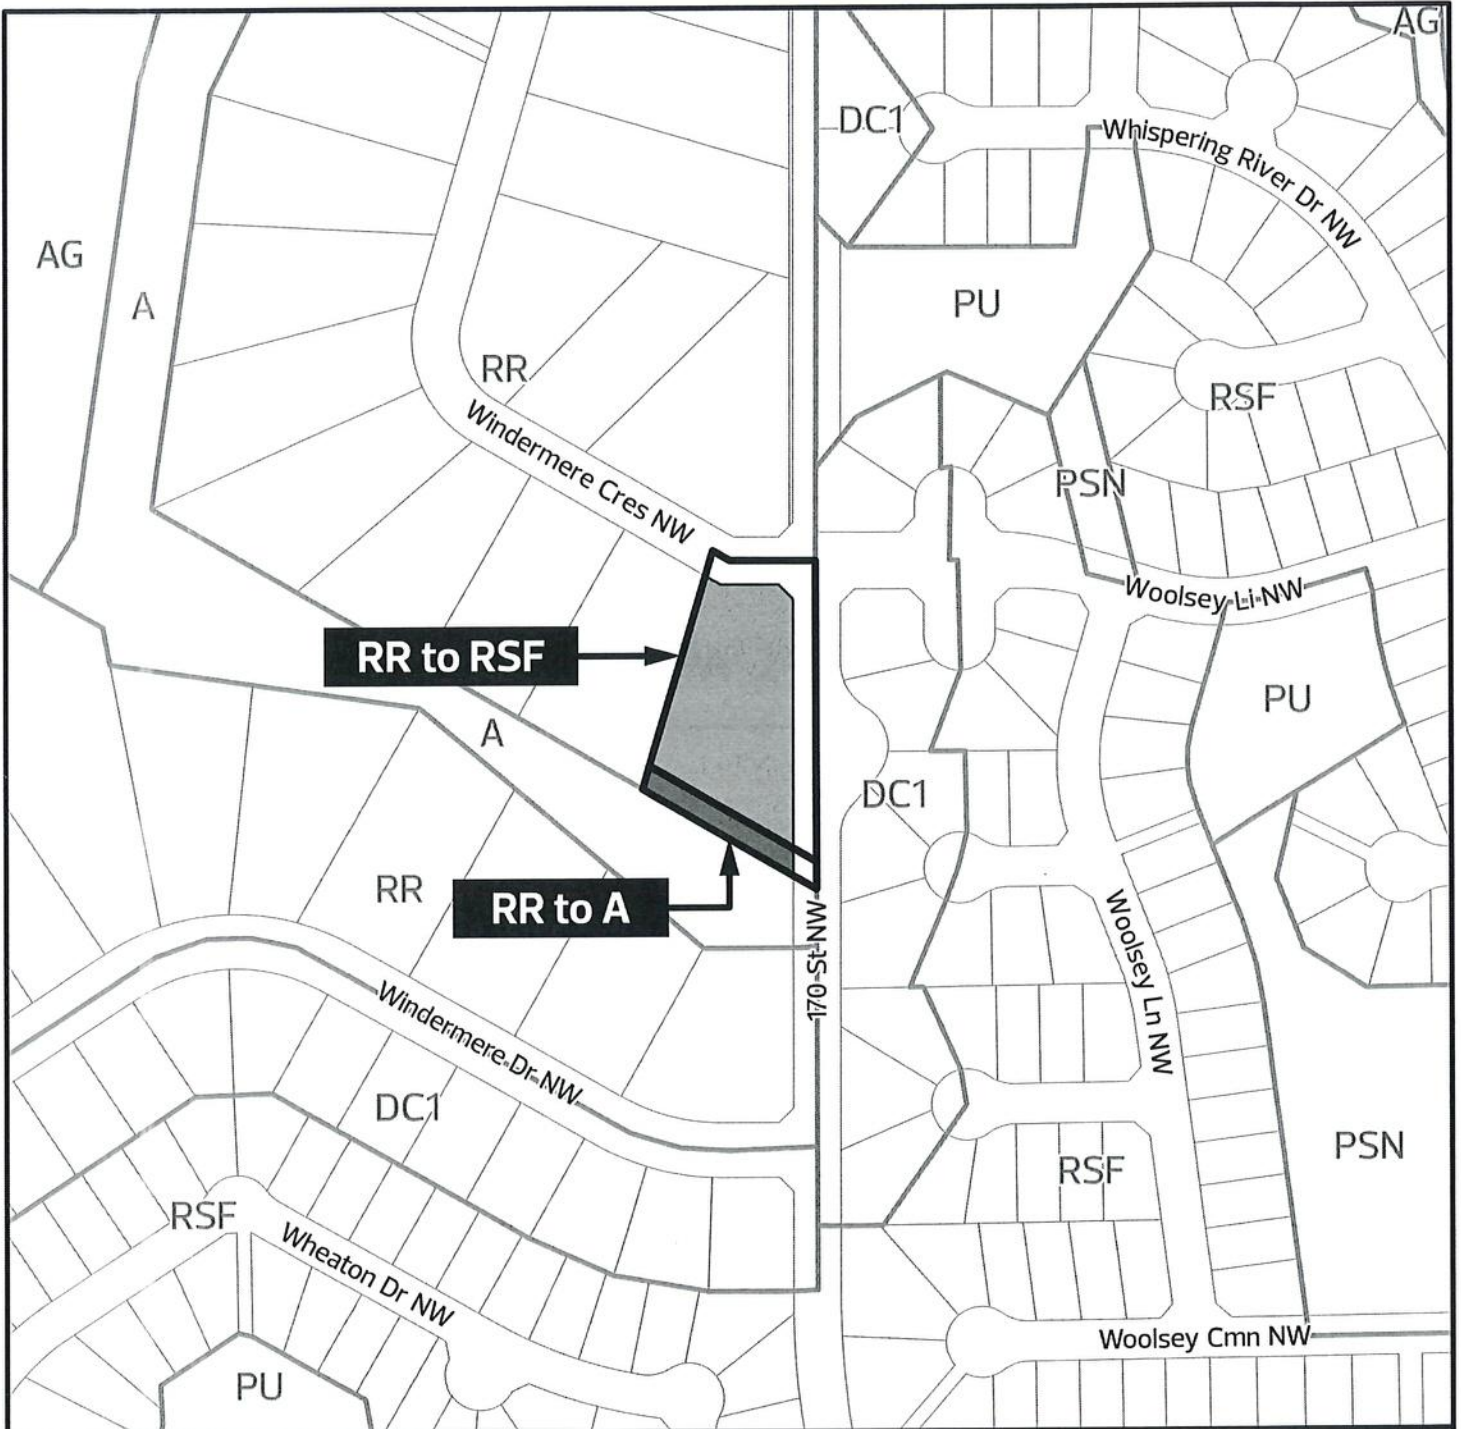 AG
DC1
Whispering River Dr NW
AG
A
PU
RR
RSF
Windermere Cres NW
PSN
Woolsey Li NW
RR to RSF
PU
A
DC1
RR
RR to A
170 St NW
Woolsey Ln NW
Windermere Dr NW
DC1
PSN
RSF
RSF
Wheaton Dr NW
Woolsey Cmn NW
PU